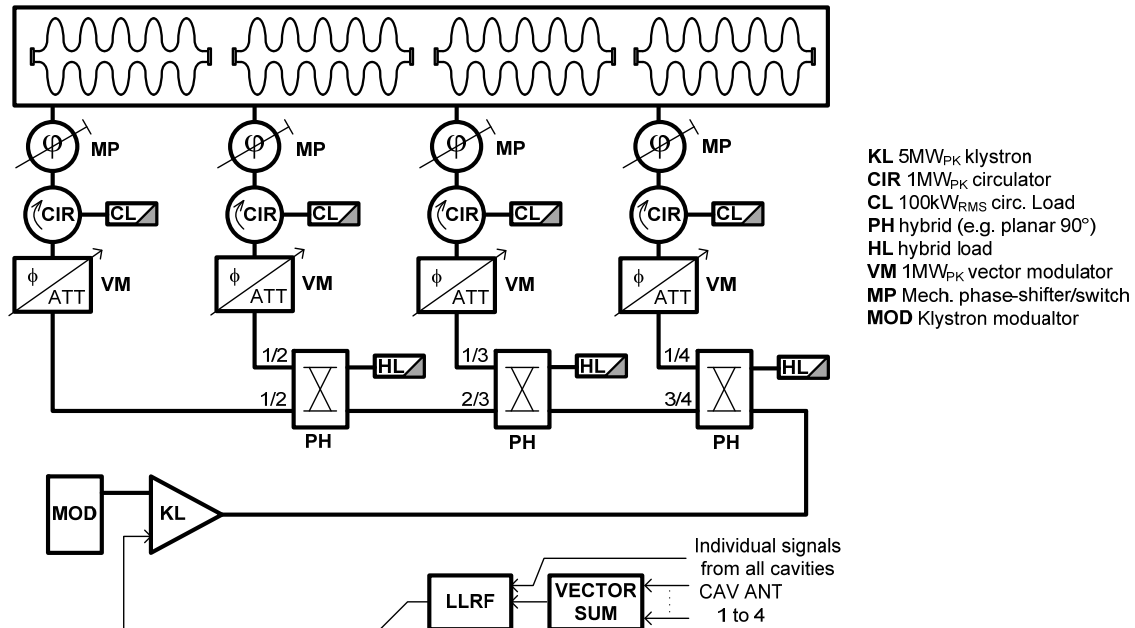 φ MP φ MP φ MP φ MP
CIR CL CIR CL CIR CL CIR CL
ϕ ATT VM ϕ ATT VM ϕ ATT VM ϕ ATT VM
KL 5MWPK klystron
CIR 1MWPK circulator
CL 100kWRMS circ. Load
PH hybrid (e.g. planar 90°)
HL hybrid load
VM 1MWPK vector modulator
MP Mech. phase-shifter/switch
MOD Klystron modualtor
1/2 HL 1/3 HL 1/4 HL
1/2 2/3 3/4
PH PH PH
MOD KL
Individual signals
from all cavities
LLRF
VECTOR
SUM
CAV ANT
1 to 4